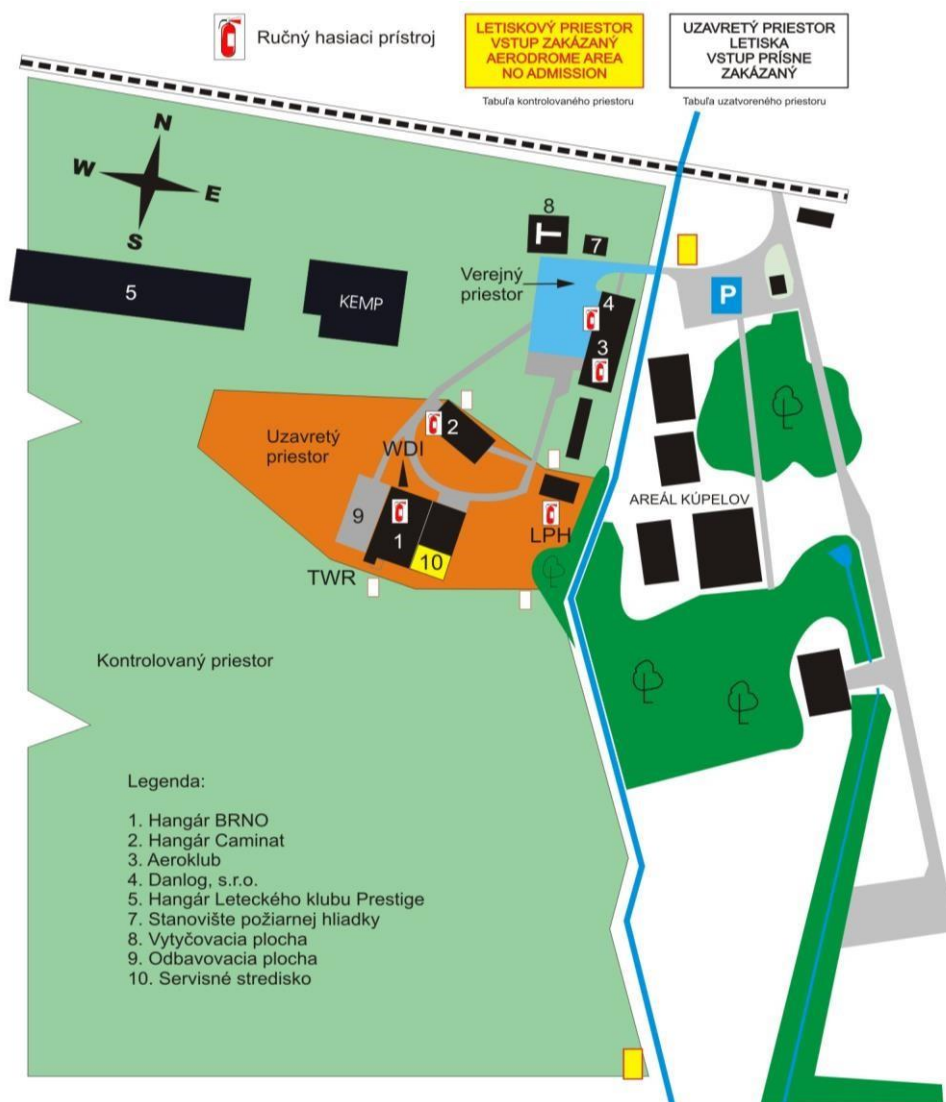 Ručný hasiaci prístroj
LETISKOVÝ PRIESTOR
VSTUP ZAKÁZANÝ
AERODROME AREA
NO ADMISSION
Tabuľa kontrolovaného priestoru
UZAVRETÝ PRIESTOR
LETISKA
VSTUP PRÍSNE
ZAKÁZANÝ
Tabuľa uzatvoreného priestoru
N
W
E
S
8
T
7
Verejný
priestor
5
KEMP
P
4
3
Uzavretý
priestor
2
WDI
AREÁL KÚPELOV
9
1
10
LPH
TWR
Kontrolovaný priestor
Legenda:
1. Hangár BRNO
2. Hangár Caminat
3. Aeroklub
4. Danlog, s.r.o.
5. Hangár Leteckého klubu Prestige
7. Stanovište požiarnej hliadky
8. Vytyčovacia plocha
9. Odbavovacia plocha
10. Servisné stredisko